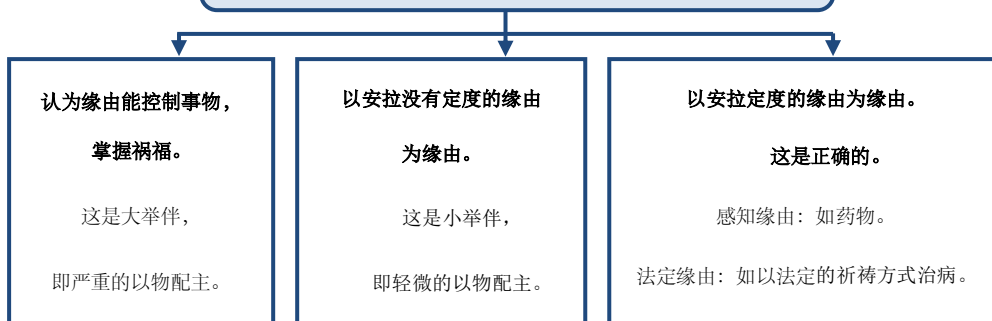 认为缘由能控制事物，
掌握祸福。
这是大举伴，
即严重的以物配主。
以安拉没有定度的缘由
为缘由。
这是小举伴，
即轻微的以物配主。
以安拉定度的缘由为缘由。
这是正确的。
感知缘由：如药物。
法定缘由：如以法定的祈祷方式治病。